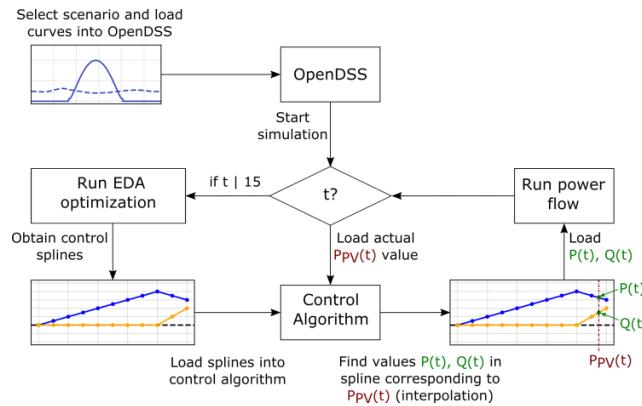 Select scenario and load
curves into OpenDSS
OpenDSS
Start
simulation
Run EDA
optimization
if t | 15
t?
Run power
flow
Obtain control
splines
Load actual
PPV(t) value
Load
P(t), Q(t)
Control
Algorithm
P(t)
Q(t)
Load splines into
control algorithm
Find values P(t), Q(t) in
spline corresponding to
PPV(t) (interpolation)
PPV(t)